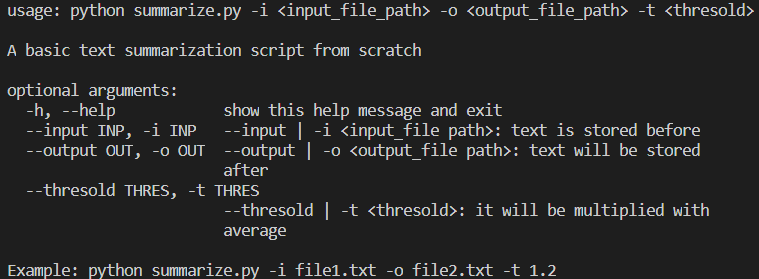 usage: python summarize.py -i <input_file_path> -o <output_file_path> -t <thresold>
A basic text summarization script from scratch
optional arguments:
-h, --help show this help message and exit
--input INP, -i INP --input | -i <input_file path>: text is stored before
--output OUT, -o OUT --output | -o <output_file path>: text will be stored
after
--thresold THRES, -t THRES
--thresold | -t <thresold>: it will be multiplied with
average
Example: python summarize.py -i file1.txt -o file2.txt -t 1.2